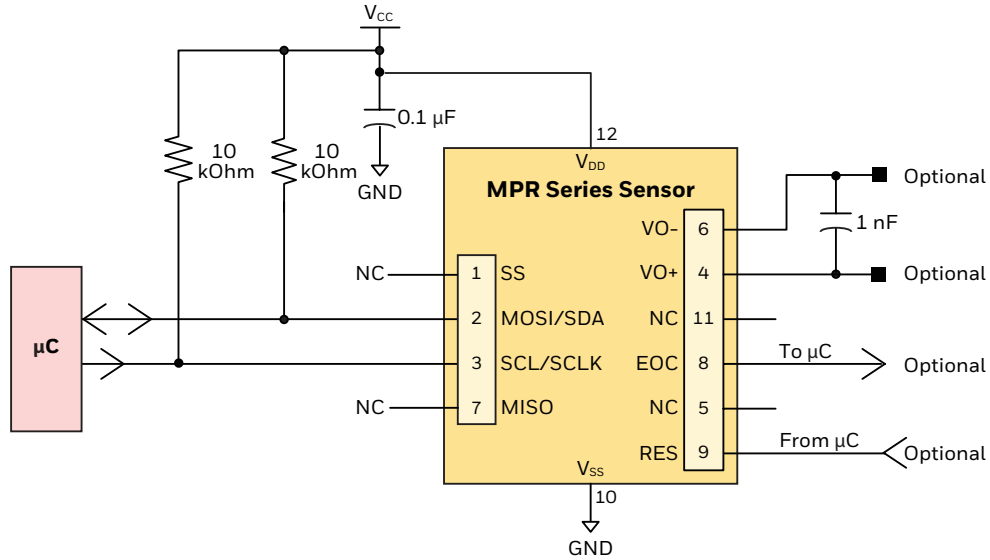 VCC
0.1 µF
10
kOhm
10
kOhm
GND
12
VDD
MPR Series Sensor
VO- 6
Optional
1 nF
NC 1 SS
VO+ 4
Optional
2 MOSI/SDA
NC 11
µC
3 SCL/SCLK
EOC 8
To µC
Optional
NC 7 MISO
NC 5
RES 9
From µC
Optional
VSS
10
GND